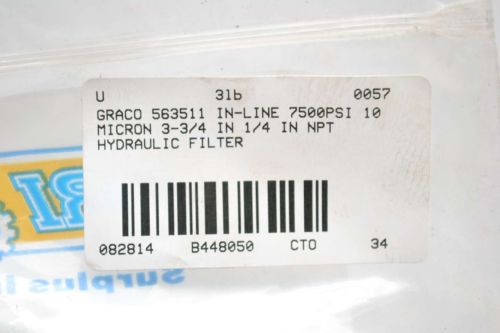 U 3lb 0057
GRACO 563511 IN-LINE 7500PSI 10
MICRON 3-3/4 IN 1/4 IN NPT
HYDRAULIC FILTER
082814 B448050 CTO 34
Surplus